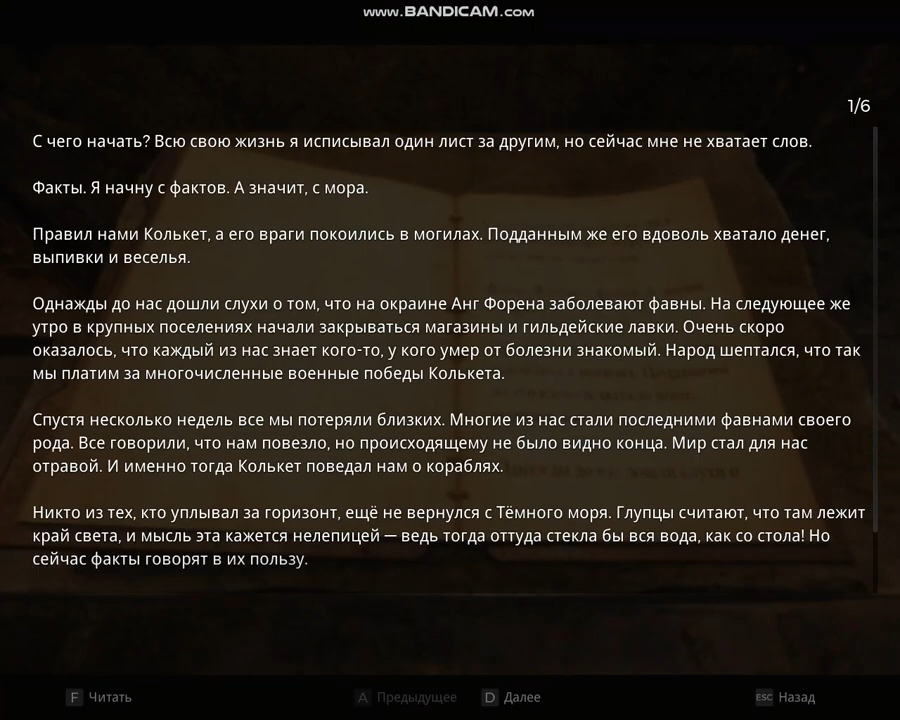 www.BANDICAM.com
1/6
С чего начать? Всю свою жизнь я исписывал один лист за другим, но сейчас мне не хватает слов.
Факты. Я начну с фактов. А значит, с мора.
Правил нами Колькет, а его враги покоились в могилах. Подданным же его вдоволь хватало денег,
выпивки и веселья.
Однажды до нас дошли слухи о том, что на окраине Анг Форена заболевают фавны. На следующее же
утро в крупных поселениях начали закрываться магазины и гильдейские лавки. Очень скоро
оказалось, что каждый из нас знает кого-то, у кого умер от болезни знакомый. Народ шептался, что так
мы платим за многочисленные военные победы Колькета.
Спустя несколько недель все мы потеряли близких. Многие из нас стали последними фавнами своего
рода. Все говорили, что нам повезло, но происходящему не было видно конца. Мир стал для нас
отравой. И именно тогда Колькет поведал нам о кораблях.
Никто из тех, кто уплывал за горизонт, ещё не вернулся с Тёмного моря. Глупцы считают, что там лежит
край света, и мысль эта кажется нелепицей — ведь тогда оттуда стекла бы вся вода, как со стола! Но
сейчас факты говорят в их пользу.
F Читать
A Предыдущее
D Далее
ESC Назад